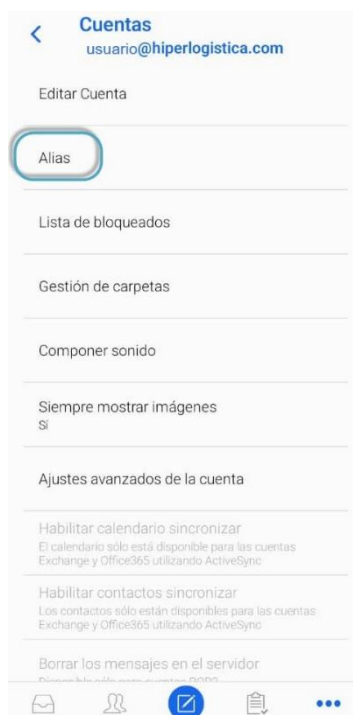 Cuentas
usuario@hiperlogistica.com
Editar Cuenta
Alias
Lista de bloqueados
Gestión de carpetas
Componer sonido
Siempre mostrar imágenes
Sí
Ajustes avanzados de la cuenta
Habilitar calendario sincronizar
El calendario sólo está disponible para las cuentas
Exchange y Office365 utilizando ActiveSync
Habilitar contactos sincronizar
Los contactos sólo están disponibles para las cuentas
Exchange y Office365 utilizando ActiveSync
Borrar los mensajes en el servidor